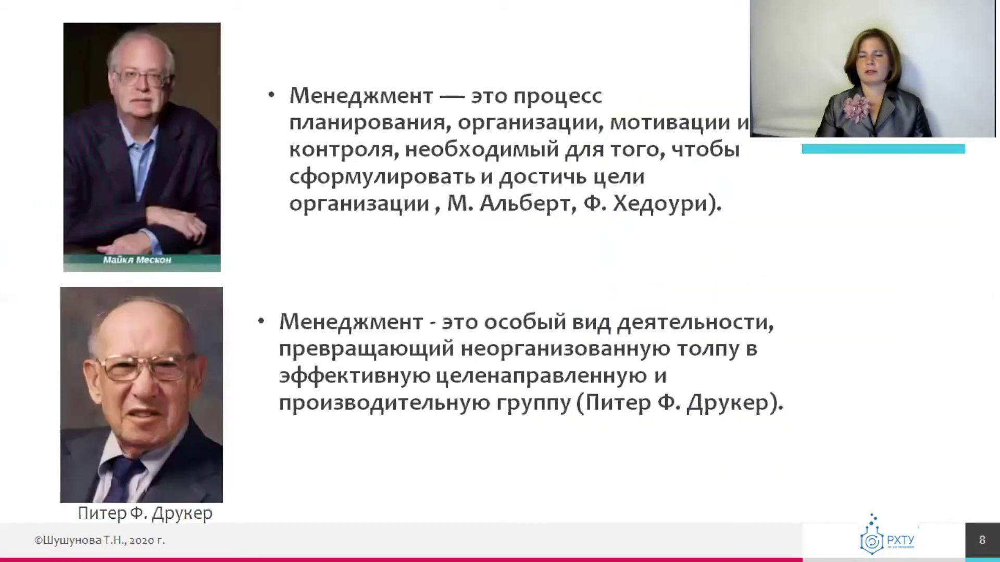 Майкл Мескон
• Менеджмент — это процесс
планирования, организации, мотивации и
контроля, необходимый для того, чтобы
сформулировать и достичь цели
организации , М. Альберт, Ф. Хедоури).
• Менеджмент - это особый вид деятельности,
превращающий неорганизованную толпу в
эффективную целенаправленную и
производительную группу (Питер Ф. Друкер).
Питер Ф. Друкер
©Шушунова Т.Н., 2020 г.
РХТУ
8